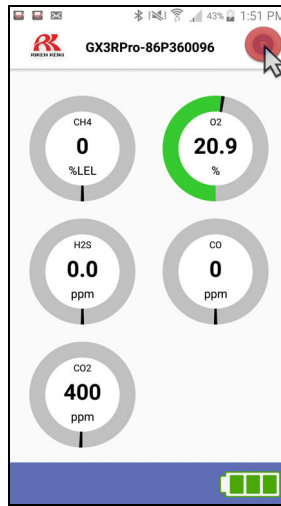 43% 1:51 PM
RIKEN KEIKI
GX3RPro-86P360096
CH4
0
%LEL
O2
20.9
%
H2S
0.0
ppm
CO
0
ppm
CO2
400
ppm